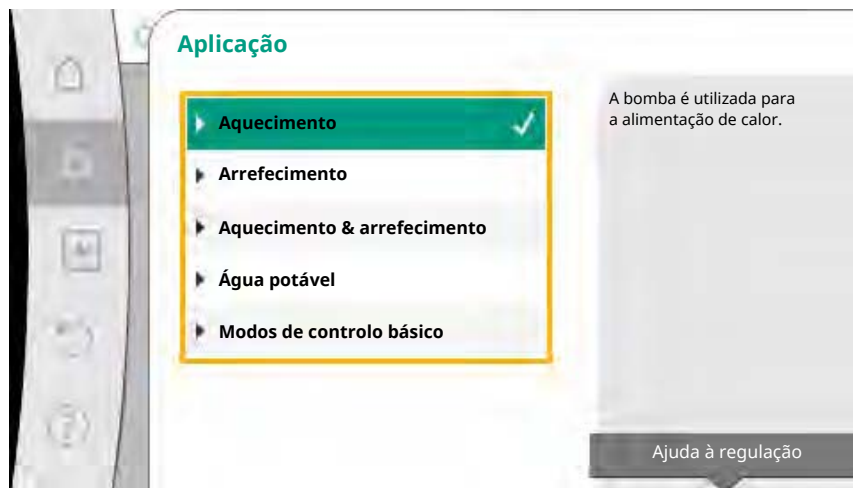 Aplicação
Aquecimento
Arrefecimento
Aquecimento & arrefecimento
Água potável
Modos de controlo básico
A bomba é utilizada para
a alimentação de calor.
Ajuda à regulação